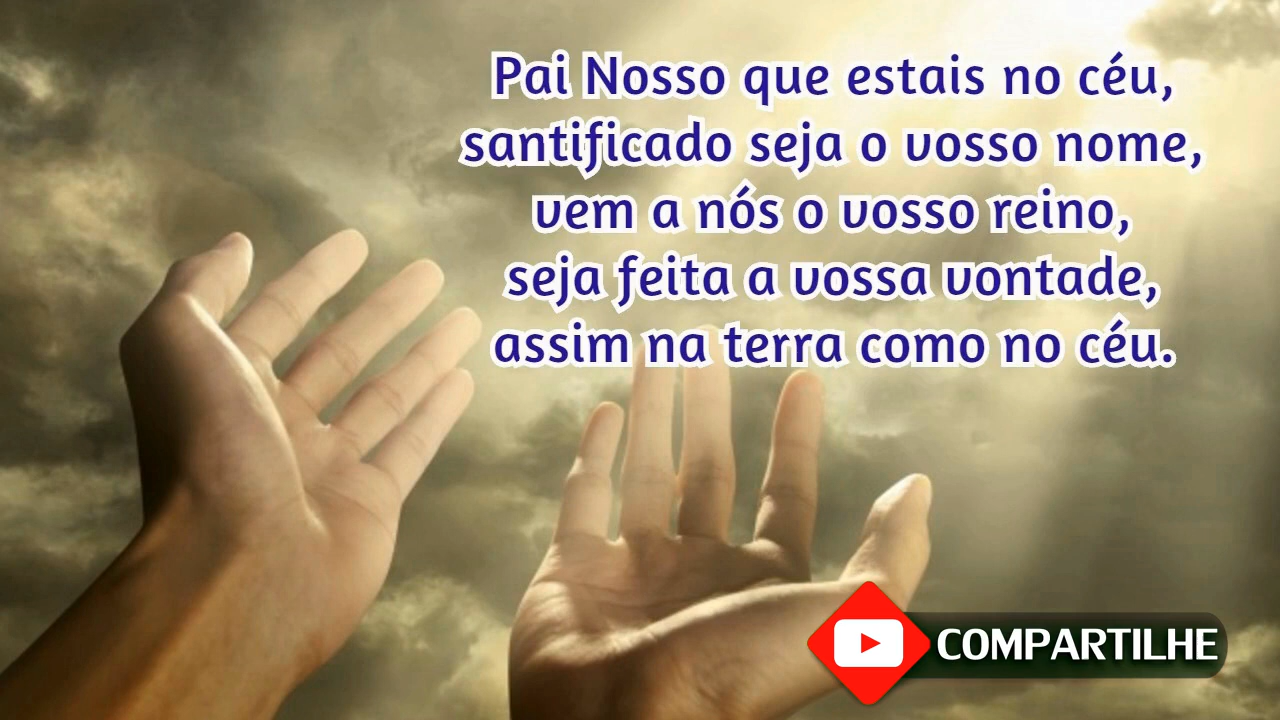 Pai Nosso que estais no céu,
santificado seja o vosso nome,
vem a nós o vosso reino,
seja feita a vossa vontade,
assim na terra como no céu.
COMPARTILHE